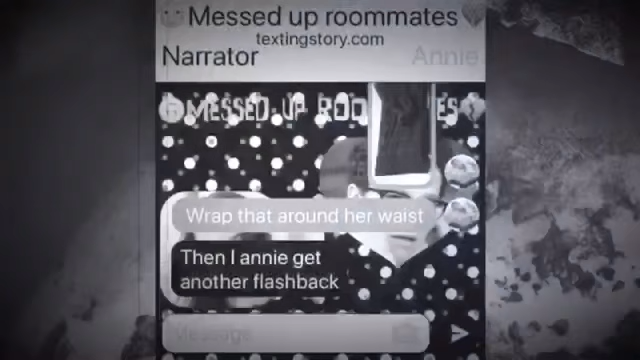 Messed up roommates
textingstory.com
Narrator Annie
MESSED UP ROO ES
Wrap that around her waist
Then I annie get
another flashback
Message